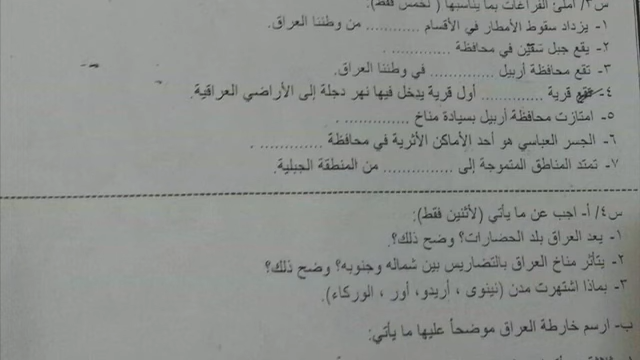 س٣/ املئ الفراغات بما يناسبها ( لخمس فقط):
١- يزداد سقوط الأمطار في الأقسام ............ من وطننا العراق.
٢- يقع جبل سَفين في محافظة ............ .
٣- تقع محافظة أربيل ............... في وطننا العراق.
٤- تقع قرية .............. أول قرية يدخل فيها نهر دجلة إلى الأراضي العراقية.
٥- امتازت محافظة أربيل بسيادة مناخ ............... .
٦- الجسر العباسي هو أحد الأماكن الأثرية في محافظة .............. .
٧- تمتد المناطق المتموجة إلى ................ من المنطقة الجبلية.
س٤/ أ- اجب عن ما يأتي (لأثنين فقط):
١- يعد العراق بلد الحضارات؟ وضح ذلك؟.
٢- يتأثر مناخ العراق بالتضاريس بين شماله وجنوبه؟ وضح ذلك؟
٣- بماذا اشتهرت مدن (نينوى ، أريدو، أور ، الوركاء).
ب- ارسم خارطة العراق موضحاً عليها ما يأتي: